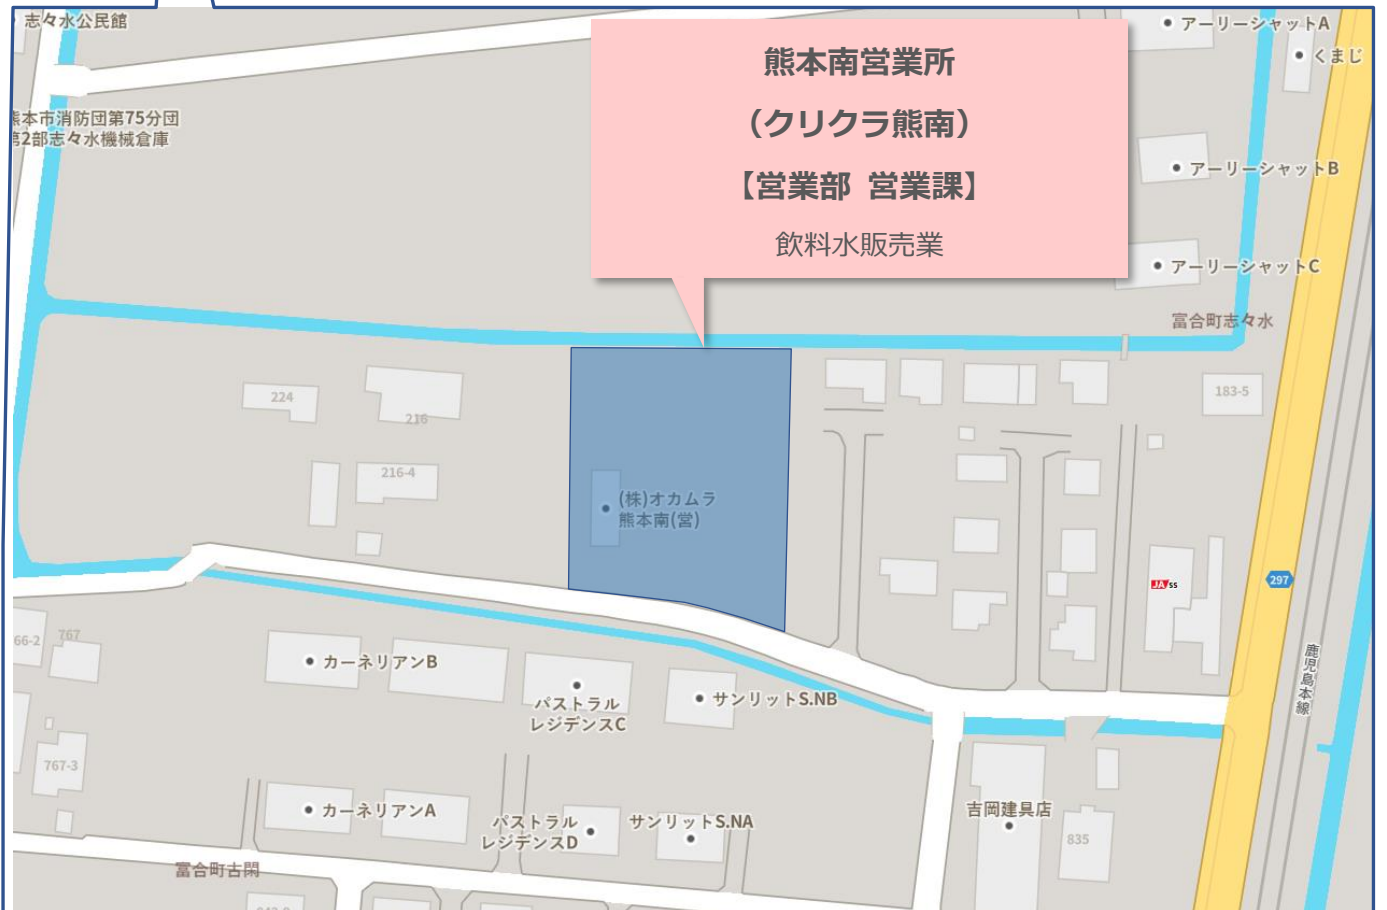 志々水公民館
熊本南営業所
（クリクラ熊南）
【営業部 営業課】
飲料水販売業
アーリーシャットA
くまじ
本市消防団第75分団
2部志々水機械倉庫
アーリーシャットB
アーリーシャットC
富合町志々水
224
216
216-4
183-5
(株)オカムラ
熊本南(営)
JA ss
297
鹿児島本線
66-2
767
カーネリアンB
パストラル
レジデンスC
サンリットS.NB
767-3
カーネリアンA
パストラル
レジデンスD
サンリットS.NA
吉岡建具店
835
富合町古閑